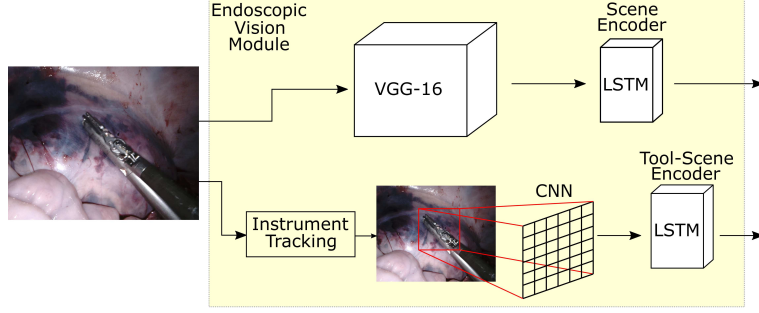 Endoscopic
Vision
Module
VGG-16
Scene
Encoder
LSTM
Instrument
Tracking
CNN
Tool-Scene
Encoder
LSTM